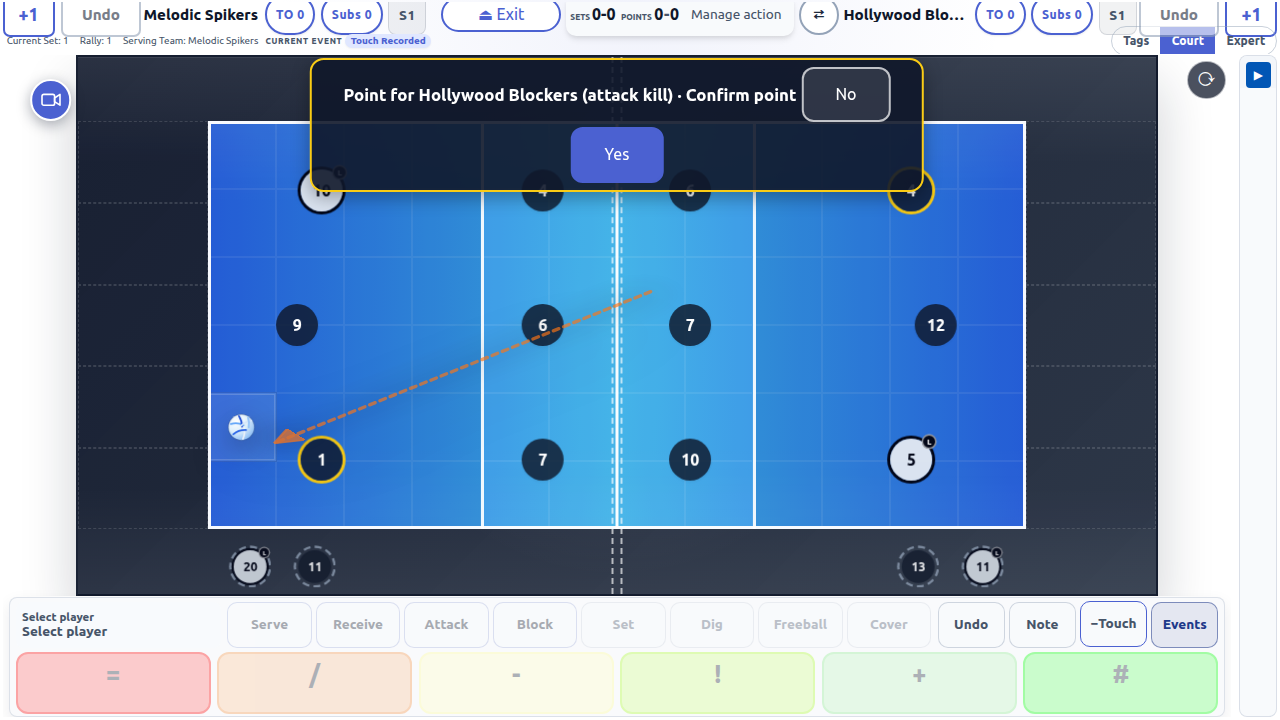 +1 Undo Melodic Spikers TO 0 Subs 0 S1 ⏏ Exit SETS 0-0 POINTS 0-0 Manage action ⇄ Hollywood Blo... TO 0 Subs 0 S1 Undo +1
Current Set: 1 Rally: 1 Serving Team: Melodic Spikers CURRENT EVENT Touch Recorded Tags Court Expert
Point for Hollywood Blockers (attack kill) · Confirm point No
Yes
10 L 4 6 4
9 6 7 12
1 7 10 5 L
20 L 11 13 11 L
Select player
Select player
Serve Receive Attack Block Set Dig Freeball Cover Undo Note −Touch Events
= / - ! + #